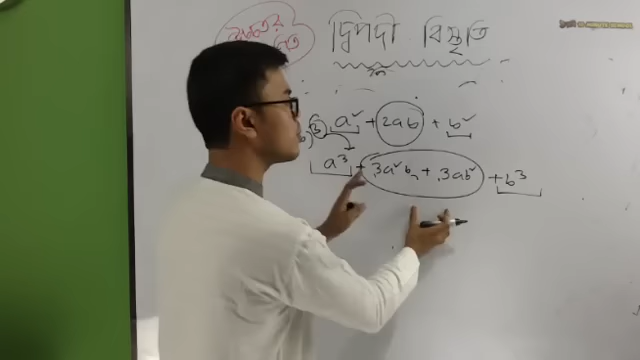 দ্বিপদী বিস্তৃতি
a² + 2ab + b²
a³ + 3a²b + 3ab² + b³